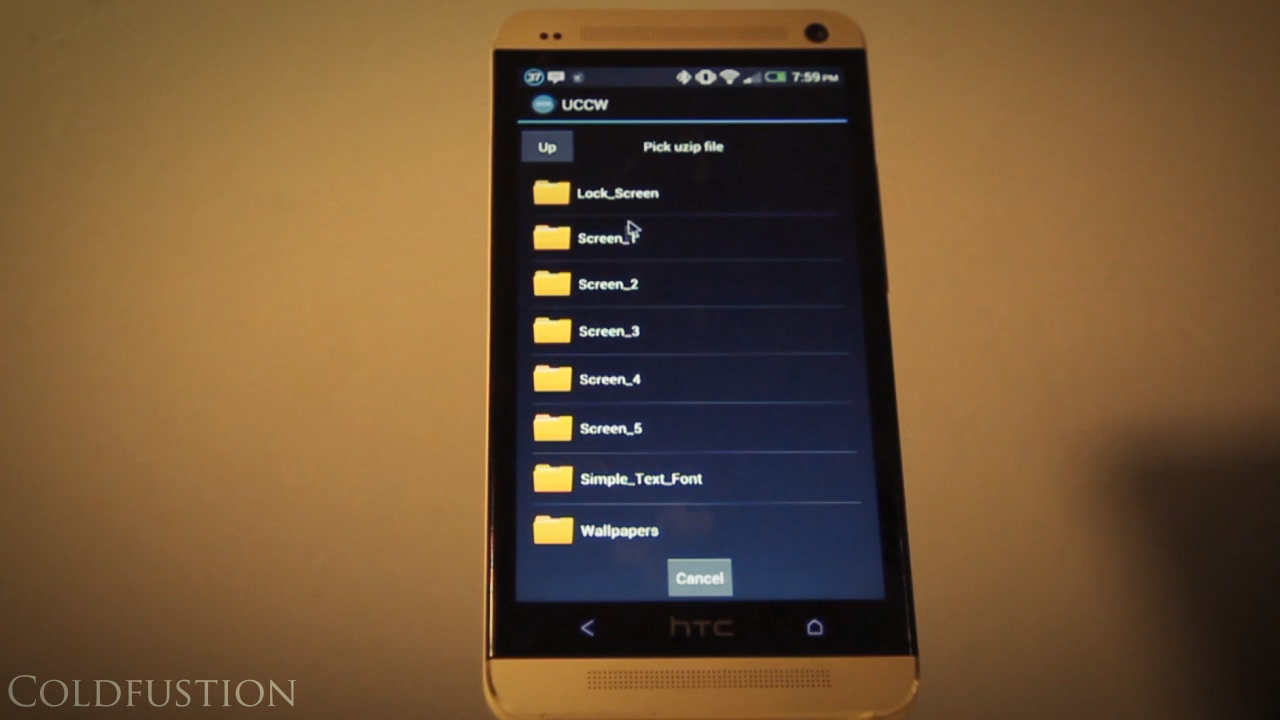 37 7:59 PM
UCCW
Up Pick uzip file
Lock_Screen
Screen_1
Screen_2
Screen_3
Screen_4
Screen_5
Simple_Text_Font
Wallpapers
Cancel
hTC
COLDFUSTION